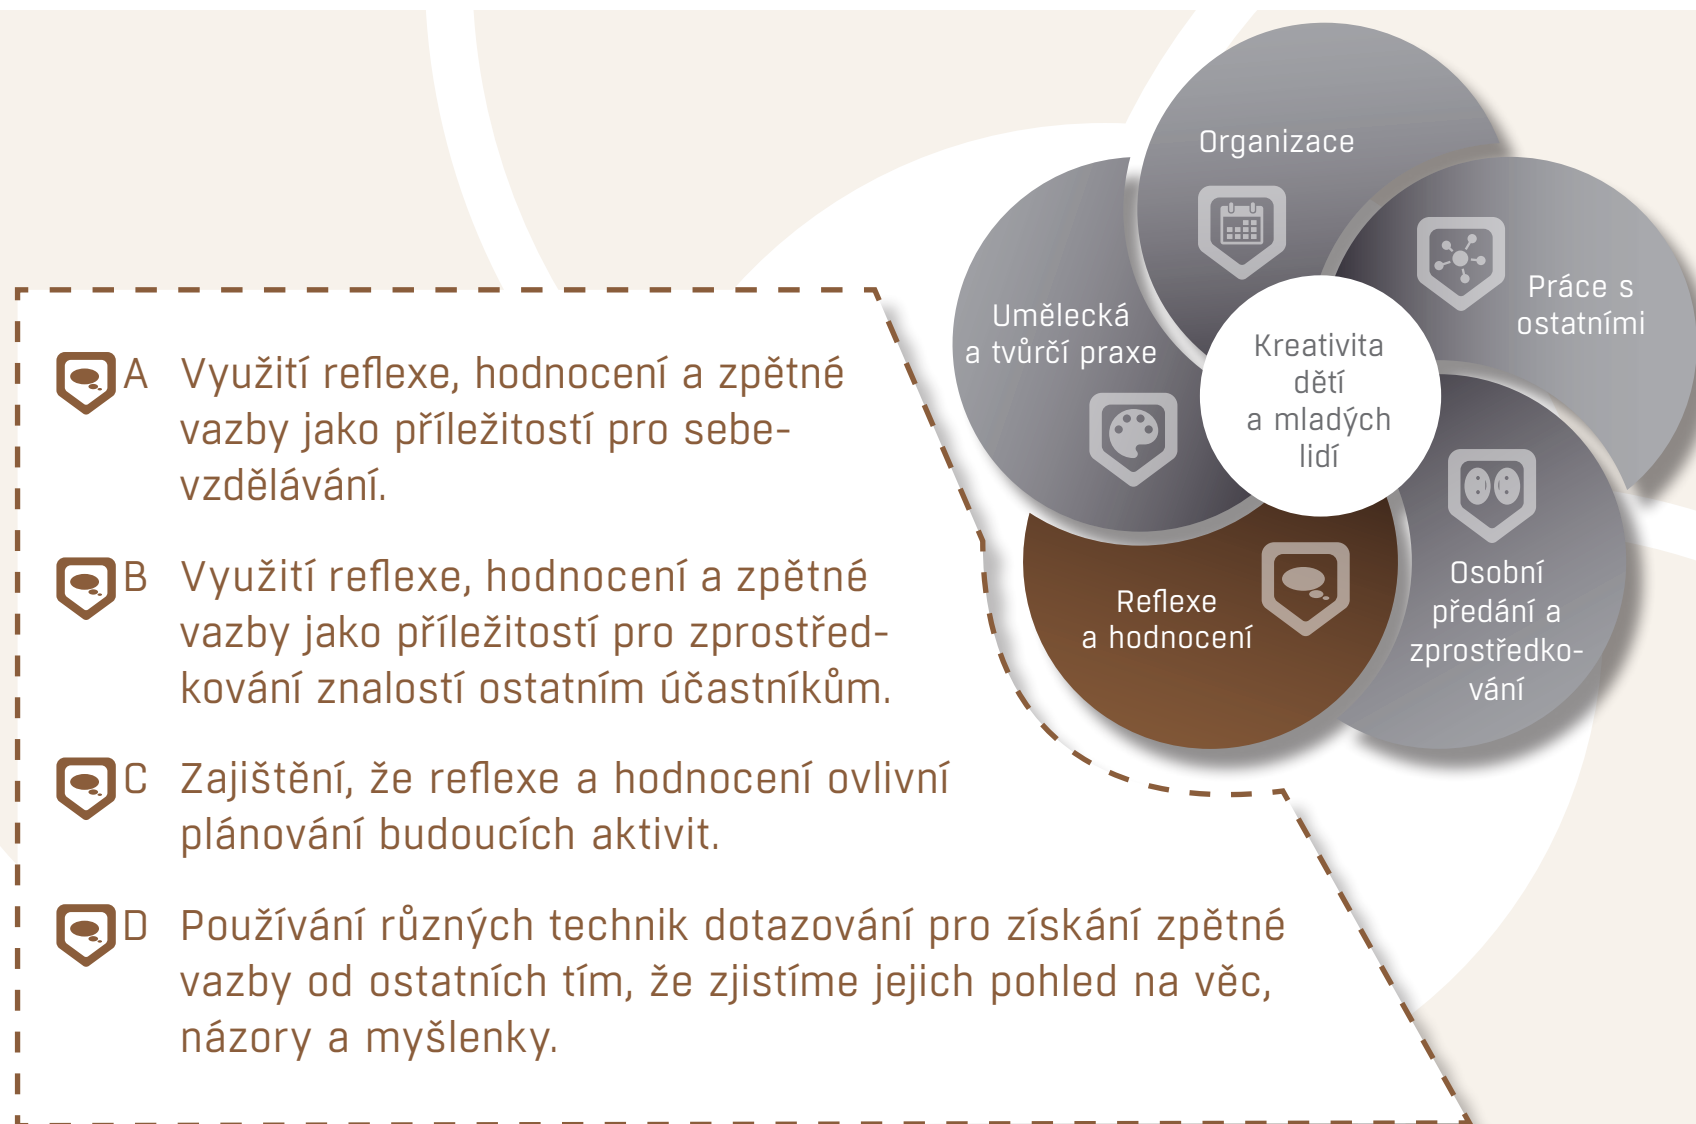 Organizace
Práce s
ostatními
Umělecká
a tvůrčí praxe
Kreativita
dětí
a mladých
lidí
Osobní
předání a
zprostředko-
vání
Reflexe
a hodnocení
A Využití reflexe, hodnocení a zpětné
vazby jako příležitostí pro sebe-
vzdělávání.
B Využití reflexe, hodnocení a zpětné
vazby jako příležitostí pro zprostřed-
kování znalostí ostatním účastníkům.
C Zajištění, že reflexe a hodnocení ovlivní
plánování budoucích aktivit.
D Používání různých technik dotazování pro získání zpětné
vazby od ostatních tím, že zjistíme jejich pohled na věc,
názory a myšlenky.